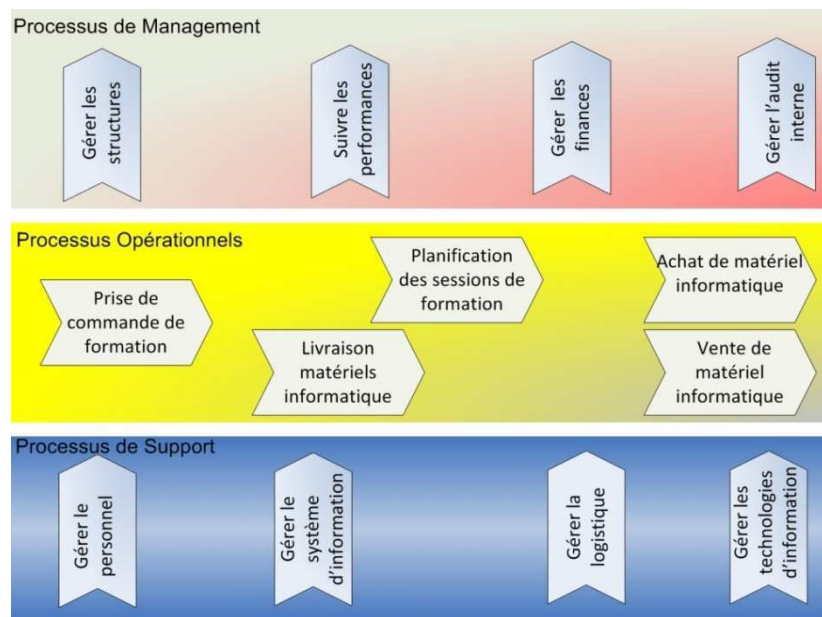 Processus de Management
Gérer les
structures
Suivre les
performances
Gérer les
finances
Gérer l'audit
interne
Processus Opérationnels
Prise de
commande de
formation
Livraison
matériels
informatique
Planification
des sessions de
formation
Achat de matériel
informatique
Vente de
matériel
informatique
Processus de Support
Gérer le
personnel
Gérer le
système
d'information
Gérer la
logistique
Gérer les
technologies
d'information